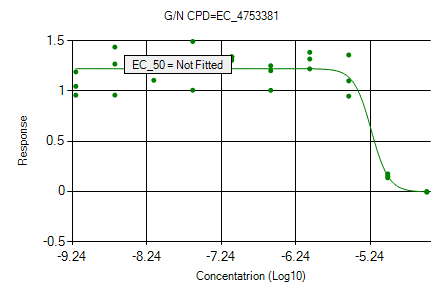 G/N CPD=EC_4753381
1.5
EC_50 = Not Fitted
1
0.5
0
-0.5
Response
-9.24 -8.24 -7.24 -6.24 -5.24
Concentatrion (Log10)